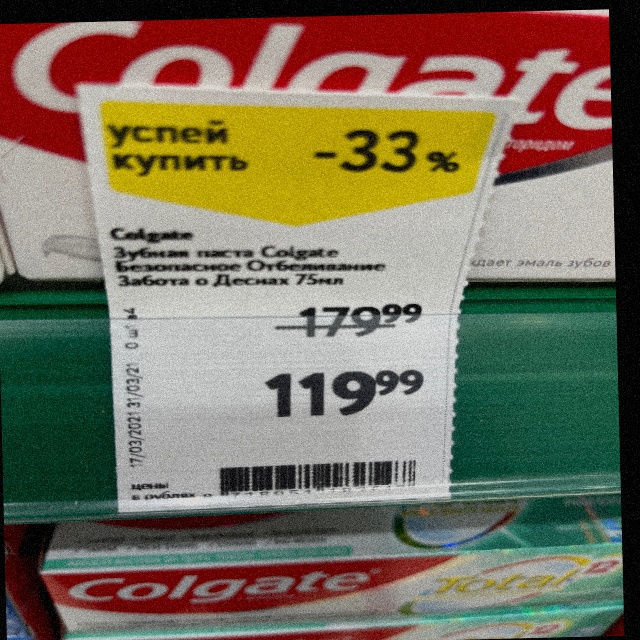 Colgate
успей
купить
-33%
Colgate
Зубная паста Colgate
Безопасное Отбеливание
Забота о Деснах 75мл
179⁹⁹
119⁹⁹
17/03/2021 31/03/21
цены
в рублях
дает эмаль зубов
Colgate Total 12